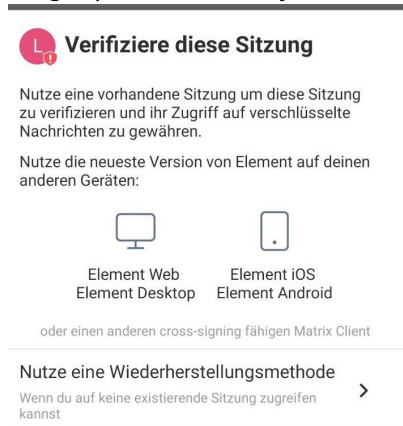 L
Verifiziere diese Sitzung
Nutze eine vorhandene Sitzung um diese Sitzung
zu verifizieren und ihr Zugriff auf verschlüsselte
Nachrichten zu gewähren.
Nutze die neueste Version von Element auf deinen
anderen Geräten:
Element Web
Element Desktop
Element iOS
Element Android
oder einen anderen cross-signing fähigen Matrix Client
Nutze eine Wiederherstellungsmethode
Wenn du auf keine existierende Sitzung zugreifen
kannst